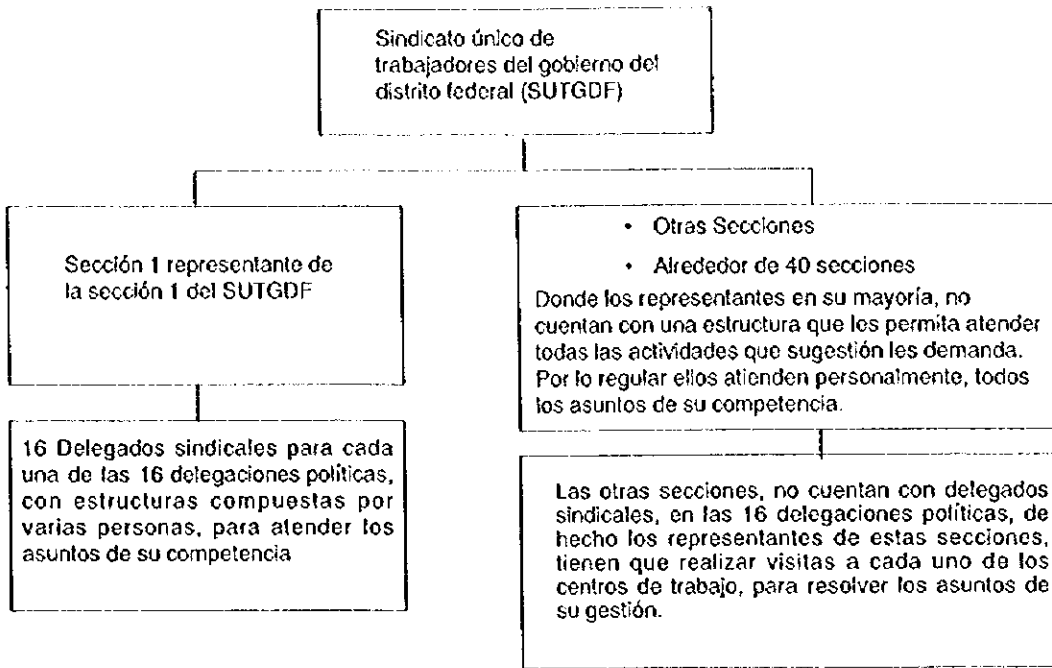 Sindicato único de
trabajadores del gobierno del
distrito federal (SUTGDF)
Sección 1 representante de
la sección 1 del SUTGDF
16 Delegados sindicales para cada
una de las 16 delegaciones políticas,
con estructuras compuestas por
varias personas, para atender los
asuntos de su competencia
• Otras Secciones
• Alrededor de 40 secciones
Donde los representantes en su mayoría, no
cuentan con una estructura que les permita atender
todas las actividades que sugestión les demanda.
Por lo regular ellos atienden personalmente, todos
los asuntos de su competencia.
Las otras secciones, no cuentan con delegados
sindicales, en las 16 delegaciones políticas, de
hecho los representantes de estas secciones,
tienen que realizar visitas a cada uno de los
centros de trabajo, para resolver los asuntos de
su gestión.